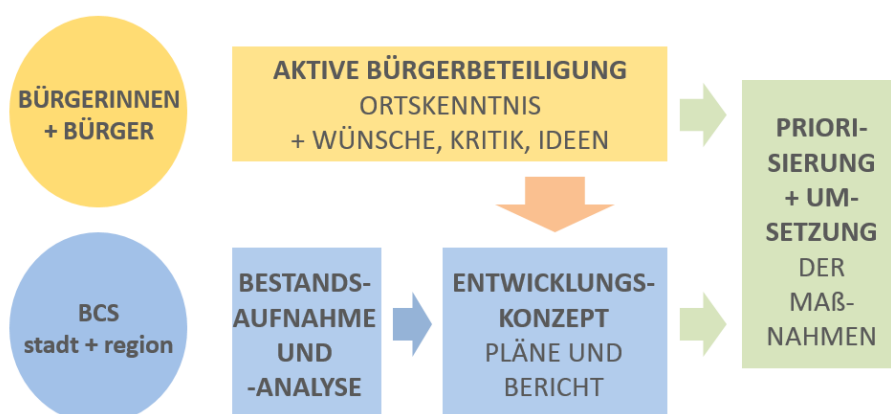 BÜRGERINNEN
+ BÜRGER
AKTIVE BÜRGERBETEILIGUNG
ORTSKENNTNIS
+ WÜNSCHE, KRITIK, IDEEN
BCS
stadt + region
BESTANDS-
AUFNAHME
UND
-ANALYSE
ENTWICKLUNGS-
KONZEPT
PLÄNE UND
BERICHT
PRIORI-
SIERUNG
+ UM-
SETZUNG
DER
MAß-
NAHMEN